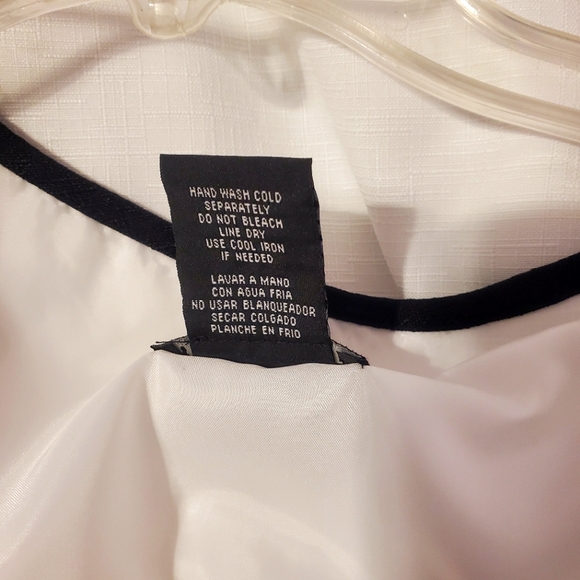 HAND WASH COLD
SEPARATELY
DO NOT BLEACH
LINE DRY
USE COOL IRON
IF NEEDED
LAVAR A MANO
CON AGUA FRIA
NO USAR BLANQUEADOR
SECAR COLGADO
PLANCHE EN FRIO